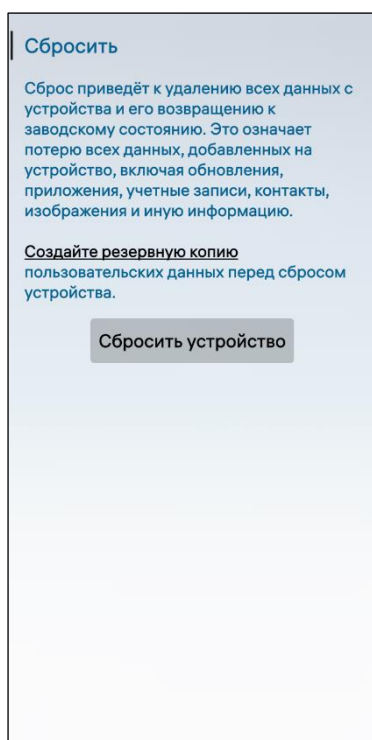 Сбросить
Сброс приведёт к удалению всех данных с
устройства и его возвращению к
заводскому состоянию. Это означает
потерю всех данных, добавленных на
устройство, включая обновления,
приложения, учетные записи, контакты,
изображения и иную информацию.
Создайте резервную копию
пользовательских данных перед сбросом
устройства.
Сбросить устройство